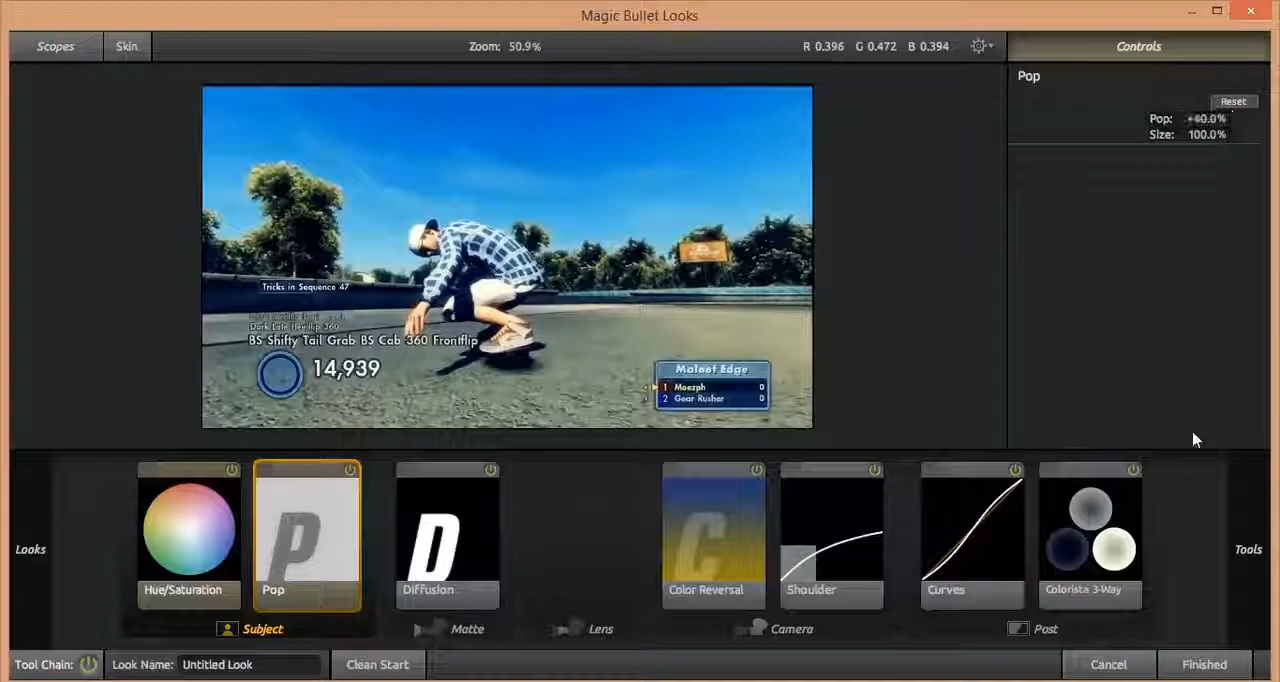 Magic Bullet Looks
Scopes
Skin
Zoom: 50.9%
R 0.396 G 0.472 B 0.394
Controls
Pop
Reset
Pop:
Size: 100.0%
Tricks in Sequence 47
BS Shifty Tail Grab BS Cab 360 Frontflip
14,939
1 Moezph 0
2 Gear Rusher 0
Looks
Hue/Saturation
P
Pop
D
Diffusion
C
Color Reversal
Shoulder
Curves
Colorista 3-Way
Tools
Subject
Matte
Lens
Camera
Post
Tool Chain:
Look Name: Untitled Look
Clean Start
Cancel
Finished